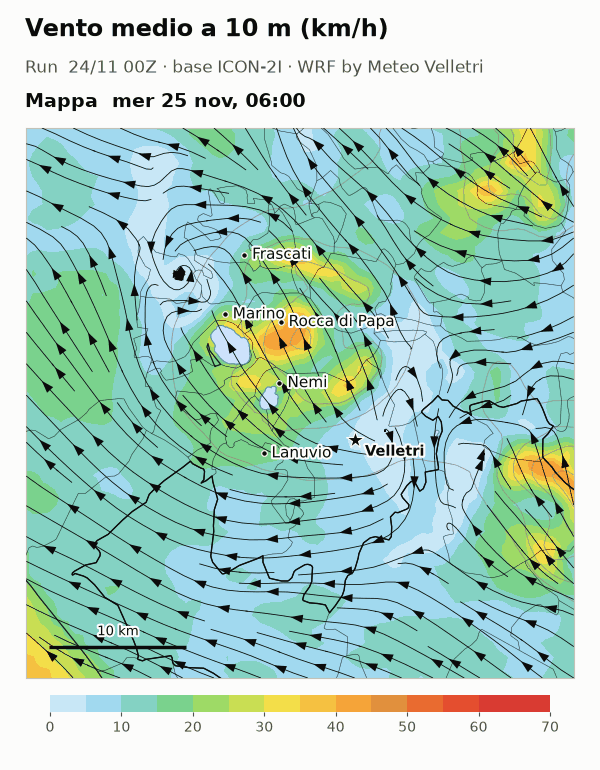 Vento medio a 10 m (km/h)
Run  24/11 00Z · base ICON-2I · WRF by Meteo Velletri
Mappa  mer 25 nov, 06:00
Frascati
Marino
Rocca di Papa
Nemi
Velletri
Lanuvio
10 km
0 10 20 30 40 50 60 70